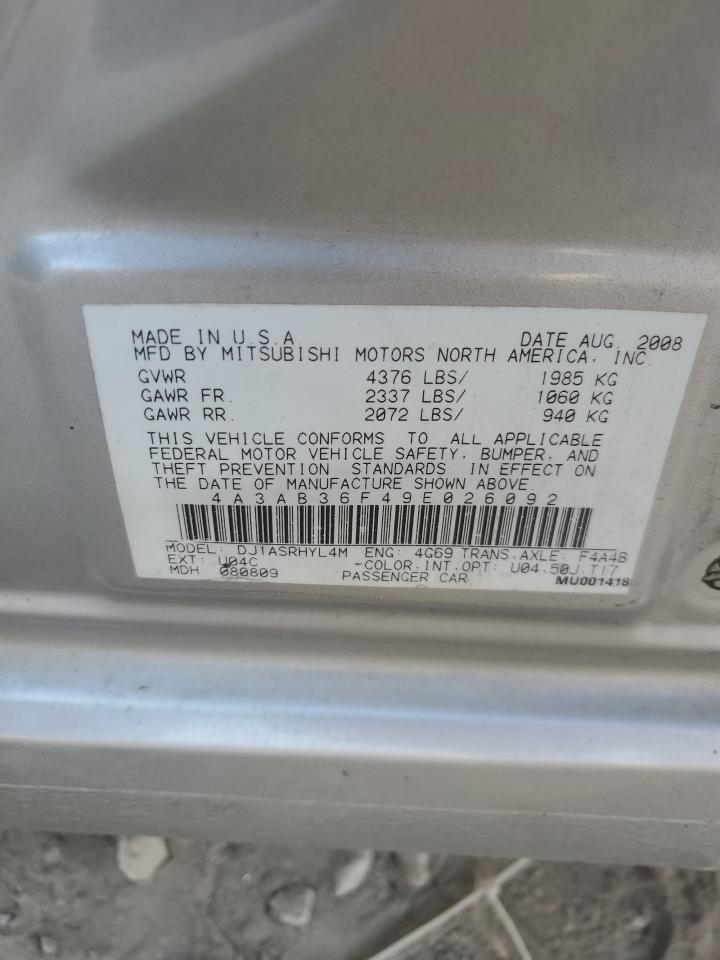 MADE IN U.S.A. DATE AUG. 2008
MFD BY MITSUBISHI MOTORS NORTH AMERICA, INC.
GVWR 4376 LBS/ 1985 KG
GAWR FR. 2337 LBS/ 1060 KG
GAWR RR. 2072 LBS/ 940 KG
THIS VEHICLE CONFORMS TO ALL APPLICABLE
FEDERAL MOTOR VEHICLE SAFETY, BUMPER, AND
THEFT PREVENTION STANDARDS IN EFFECT ON
THE DATE OF MANUFACTURE SHOWN ABOVE.
4A3AB36F49E026092
MODEL: DJ1ASRHYL4M ENG: 4G69 TRANS.AXLE: F4A4B
EXT: U04C COLOR.INT.OPT: U04.50J.T17
MDH 080809 PASSENGER CAR MU001418